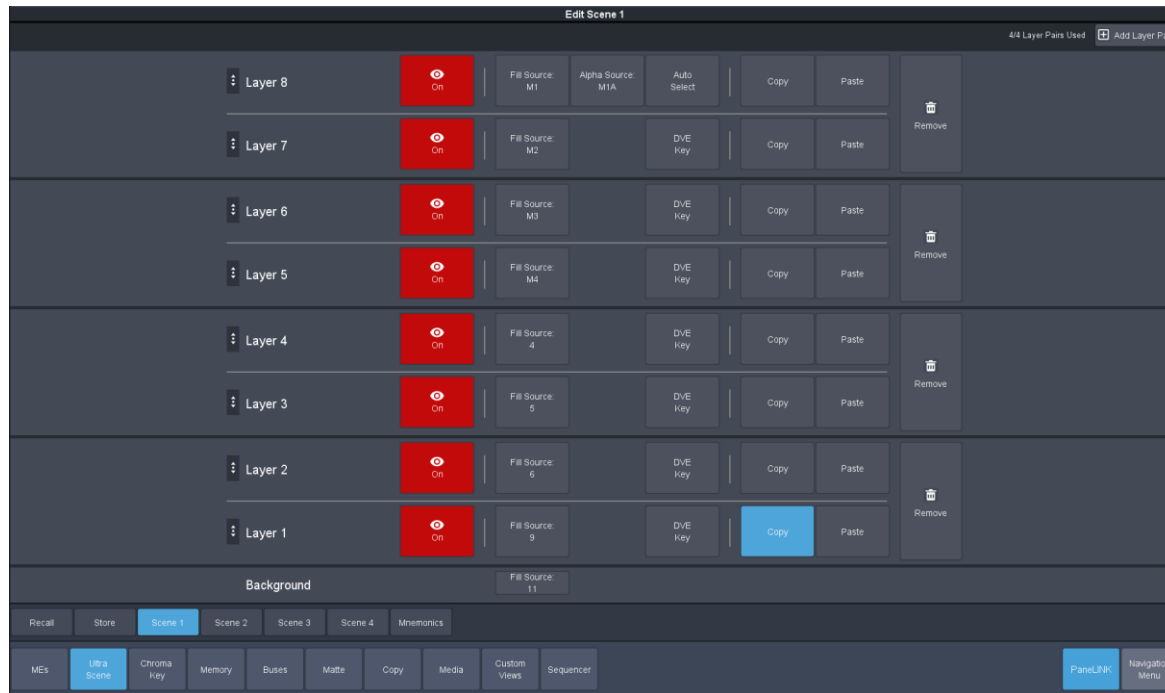 Edit Scene 1
4/4 Layer Pairs Used Add Layer Pa
Layer 8
On
Fill Source:
M1
Alpha Source:
M1A
Auto
Select
Copy
Paste
Remove
Layer 7
On
Fill Source:
M2
DVE
Key
Copy
Paste
Layer 6
On
Fill Source:
M3
DVE
Key
Copy
Paste
Remove
Layer 5
On
Fill Source:
M4
DVE
Key
Copy
Paste
Layer 4
On
Fill Source:
4
DVE
Key
Copy
Paste
Remove
Layer 3
On
Fill Source:
5
DVE
Key
Copy
Paste
Layer 2
On
Fill Source:
6
DVE
Key
Copy
Paste
Remove
Layer 1
On
Fill Source:
9
DVE
Key
Copy
Paste
Background
Fill Source:
11
Recall Store Scene 1 Scene 2 Scene 3 Scene 4 Mnemonics
MEs
Ultra
Scene
Chroma
Key
Memory
Buses
Matte
Copy
Media
Custom
Views
Sequencer
PaneLINK
Navigatio
Menu